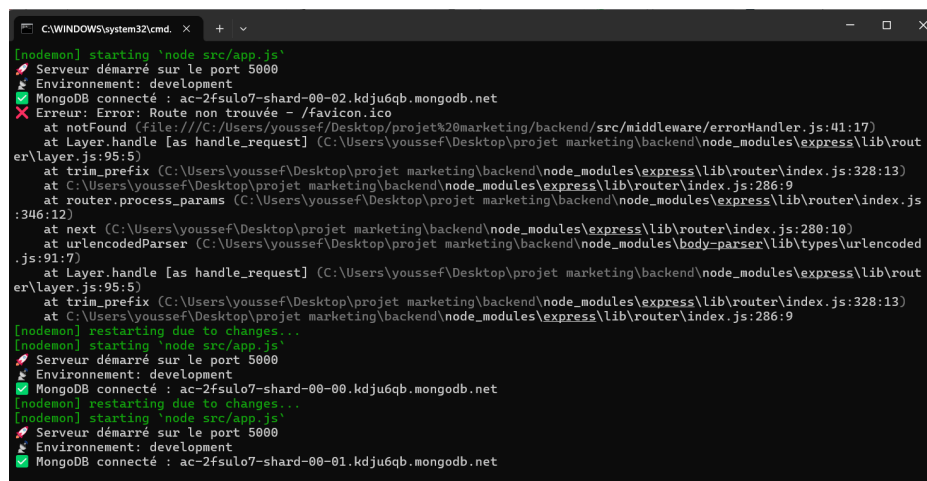 C:\WINDOWS\system32\cmd.
[nodemon] starting `node src/app.js`
🚀 Serveur démarré sur le port 5000
📡 Environnement: development
✅ MongoDB connecté : ac-2fsulo7-shard-00-02.kdju6qb.mongodb.net
❌ Erreur: Error: Route non trouvée - /favicon.ico
    at notFound (file:///C:/Users/youssef/Desktop/projet%20marketing/backend/src/middleware/errorHandler.js:41:17)
    at Layer.handle [as handle_request] (C:\Users\youssef\Desktop\projet marketing\backend\node_modules\express\lib\rout
er\layer.js:95:5)
    at trim_prefix (C:\Users\youssef\Desktop\projet marketing\backend\node_modules\express\lib\router\index.js:328:13)
    at C:\Users\youssef\Desktop\projet marketing\backend\node_modules\express\lib\router\index.js:286:9
    at router.process_params (C:\Users\youssef\Desktop\projet marketing\backend\node_modules\express\lib\router\index.js
:346:12)
    at next (C:\Users\youssef\Desktop\projet marketing\backend\node_modules\express\lib\router\index.js:280:10)
    at urlencodedParser (C:\Users\youssef\Desktop\projet marketing\backend\node_modules\body-parser\lib\types\urlencoded
.js:91:7)
    at Layer.handle [as handle_request] (C:\Users\youssef\Desktop\projet marketing\backend\node_modules\express\lib\rout
er\layer.js:95:5)
    at trim_prefix (C:\Users\youssef\Desktop\projet marketing\backend\node_modules\express\lib\router\index.js:328:13)
    at C:\Users\youssef\Desktop\projet marketing\backend\node_modules\express\lib\router\index.js:286:9
[nodemon] restarting due to changes...
[nodemon] starting `node src/app.js`
🚀 Serveur démarré sur le port 5000
📡 Environnement: development
✅ MongoDB connecté : ac-2fsulo7-shard-00-00.kdju6qb.mongodb.net
[nodemon] restarting due to changes...
[nodemon] starting `node src/app.js`
🚀 Serveur démarré sur le port 5000
📡 Environnement: development
✅ MongoDB connecté : ac-2fsulo7-shard-00-01.kdju6qb.mongodb.net